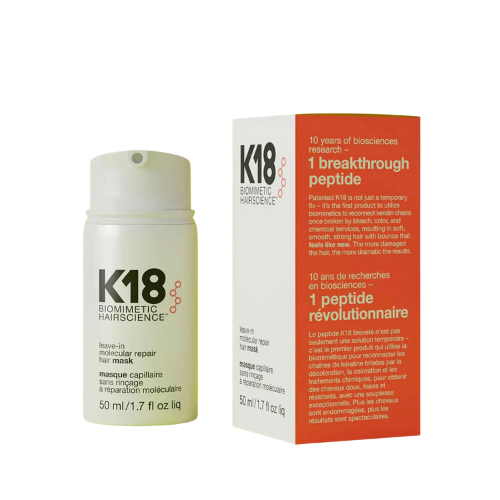 K18
BIOMIMETIC
HAIRSCIENCE™
leave-in
molecular repair
hair mask
masque capillaire
sans rinçage
à réparation moléculaire
50 ml/1.7 fl oz liq
K18
BIOMIMETIC
HAIRSCIENCE™
leave-in
molecular repair
hair mask
masque capillaire
sans rinçage
à réparation moléculaire
50 ml/1.7 fl oz liq
10 years of biosciences
research –
1 breakthrough
peptide
Patented K18 is not just a temporary
fix – it's the first product to utilize
biomimetics to reconnect keratin chains
once broken by bleach, color, and
chemical services, resulting in soft,
smooth, strong hair with bounce that
feels like new. The more damaged
the hair, the more dramatic the results.
10 ans de recherches
en biosciences –
1 peptide
révolutionnaire
Le peptide K18 breveté n'est pas
seulement une solution temporaire –
c'est le premier produit qui utilise la
biomimétique pour reconnecter les
chaînes de kératine brisées par la
décoloration, la coloration et les
traitements chimiques, pour obtenir
des cheveux doux, lisses et
résistants, avec une souplesse
exceptionnelle. Plus les cheveux
sont endommagés, plus les
résultats sont spectaculaires.